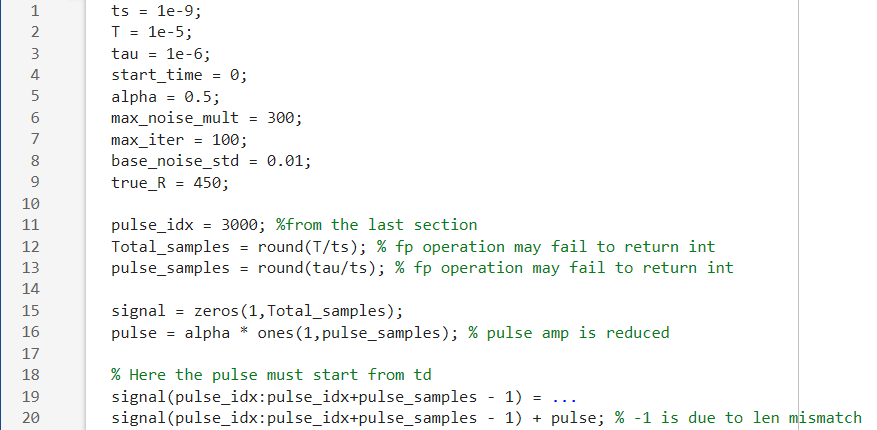 1 ts = 1e-9;
2 T = 1e-5;
3 tau = 1e-6;
4 start_time = 0;
5 alpha = 0.5;
6 max_noise_mult = 300;
7 max_iter = 100;
8 base_noise_std = 0.01;
9 true_R = 450;
10
11 pulse_idx = 3000; %from the last section
12 Total_samples = round(T/ts); % fp operation may fail to return int
13 pulse_samples = round(tau/ts); % fp operation may fail to return int
14
15 signal = zeros(1,Total_samples);
16 pulse = alpha * ones(1,pulse_samples); % pulse amp is reduced
17
18 % Here the pulse must start from td
19 signal(pulse_idx:pulse_idx+pulse_samples - 1) = ...
20 signal(pulse_idx:pulse_idx+pulse_samples - 1) + pulse; % -1 is due to len mismatch